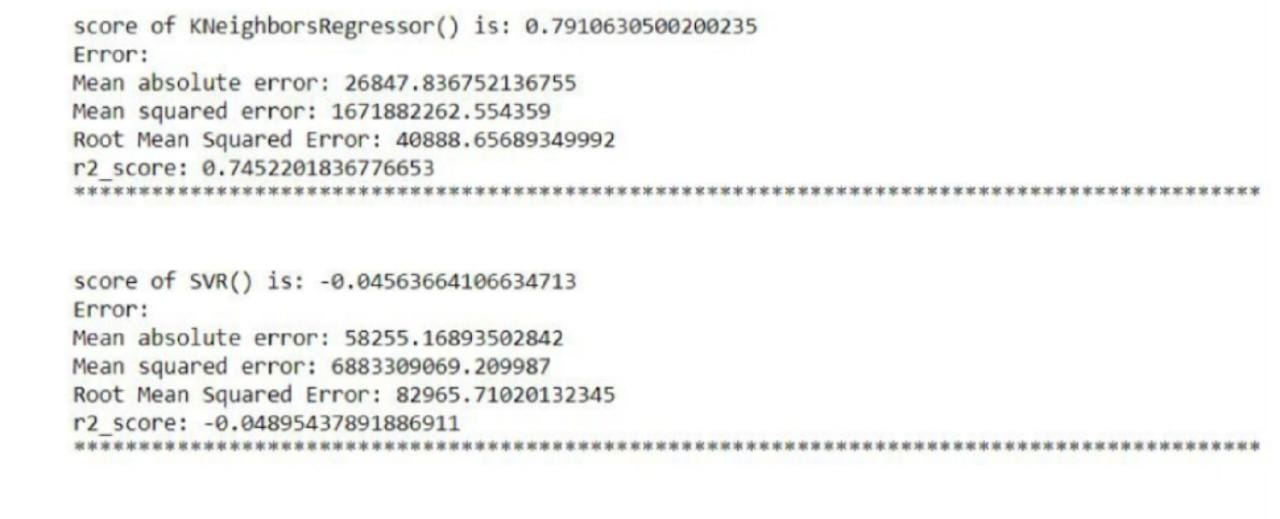 score of KNeighborsRegressor() is: 0.7910630500200235
Error:
Mean absolute error: 26847.836752136755
Mean squared error: 1671882262.554359
Root Mean Squared Error: 40888.65689349992
r2_score: 0.7452201836776653
********************************************************************************************
score of SVR() is: -0.04563664106634713
Error:
Mean absolute error: 58255.16893502842
Mean squared error: 6883309069.209987
Root Mean Squared Error: 82965.71020132345
r2_score: -0.04895437891886911
********************************************************************************************